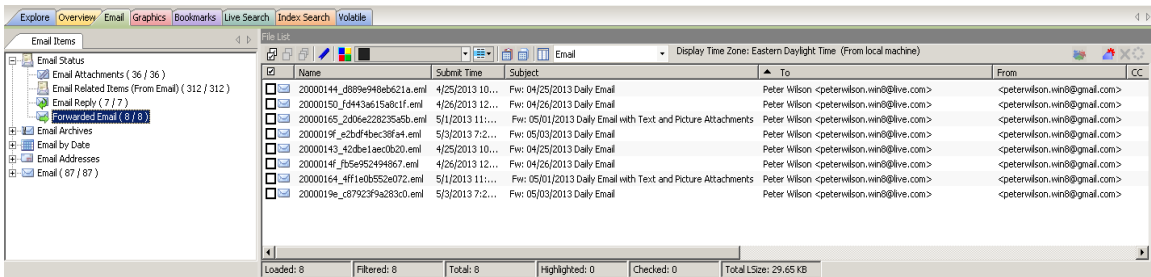 Explore Overview Email Graphics Bookmarks Live Search Index Search Volatile
Email Items
File List
Email Status
Email Attachments ( 36 / 36 )
Email Related Items (From Email) ( 312 / 312 )
Email Reply ( 7 / 7 )
Forwarded Email ( 8 / 8 )
Email Archives
Email by Date
Email Addresses
Email ( 87 / 87 )
Email Display Time Zone: Eastern Daylight Time (From local machine)
Name Submit Time Subject To From CC
20000144_d889e948eb621a.eml 4/25/2013 10... Fw: 04/25/2013 Daily Email Peter Wilson <peterwilson.win8@live.com> <peterwilson.win8@gmail.com>
20000150_fd443a615a8c1f.eml 4/26/2013 12... Fw: 04/26/2013 Daily Email Peter Wilson <peterwilson.win8@live.com> <peterwilson.win8@gmail.com>
20000165_2d06e228235a5b.eml 5/1/2013 11:... Fw: 05/01/2013 Daily Email with Text and Picture Attachments Peter Wilson <peterwilson.win8@live.com> <peterwilson.win8@gmail.com>
2000019f_e2bdf4bec38fa4.eml 5/3/2013 7:2... Fw: 05/03/2013 Daily Email Peter Wilson <peterwilson.win8@live.com> <peterwilson.win8@gmail.com>
20000143_42dbe1aec0b20.eml 4/25/2013 10... Fw: 04/25/2013 Daily Email Peter Wilson <peterwilson.win8@live.com> <peterwilson.win8@gmail.com>
2000014f_fb5e952494867.eml 4/26/2013 12... Fw: 04/26/2013 Daily Email Peter Wilson <peterwilson.win8@live.com> <peterwilson.win8@gmail.com>
20000164_4ff1e0b552e072.eml 5/1/2013 11:... Fw: 05/01/2013 Daily Email with Text and Picture Attachments Peter Wilson <peterwilson.win8@live.com> <peterwilson.win8@gmail.com>
2000019e_c87923f9a283c0.eml 5/3/2013 7:2... Fw: 05/03/2013 Daily Email Peter Wilson <peterwilson.win8@live.com> <peterwilson.win8@gmail.com>
Loaded: 8 Filtered: 8 Total: 8 Highlighted: 0 Checked: 0 Total LSize: 29.65 KB